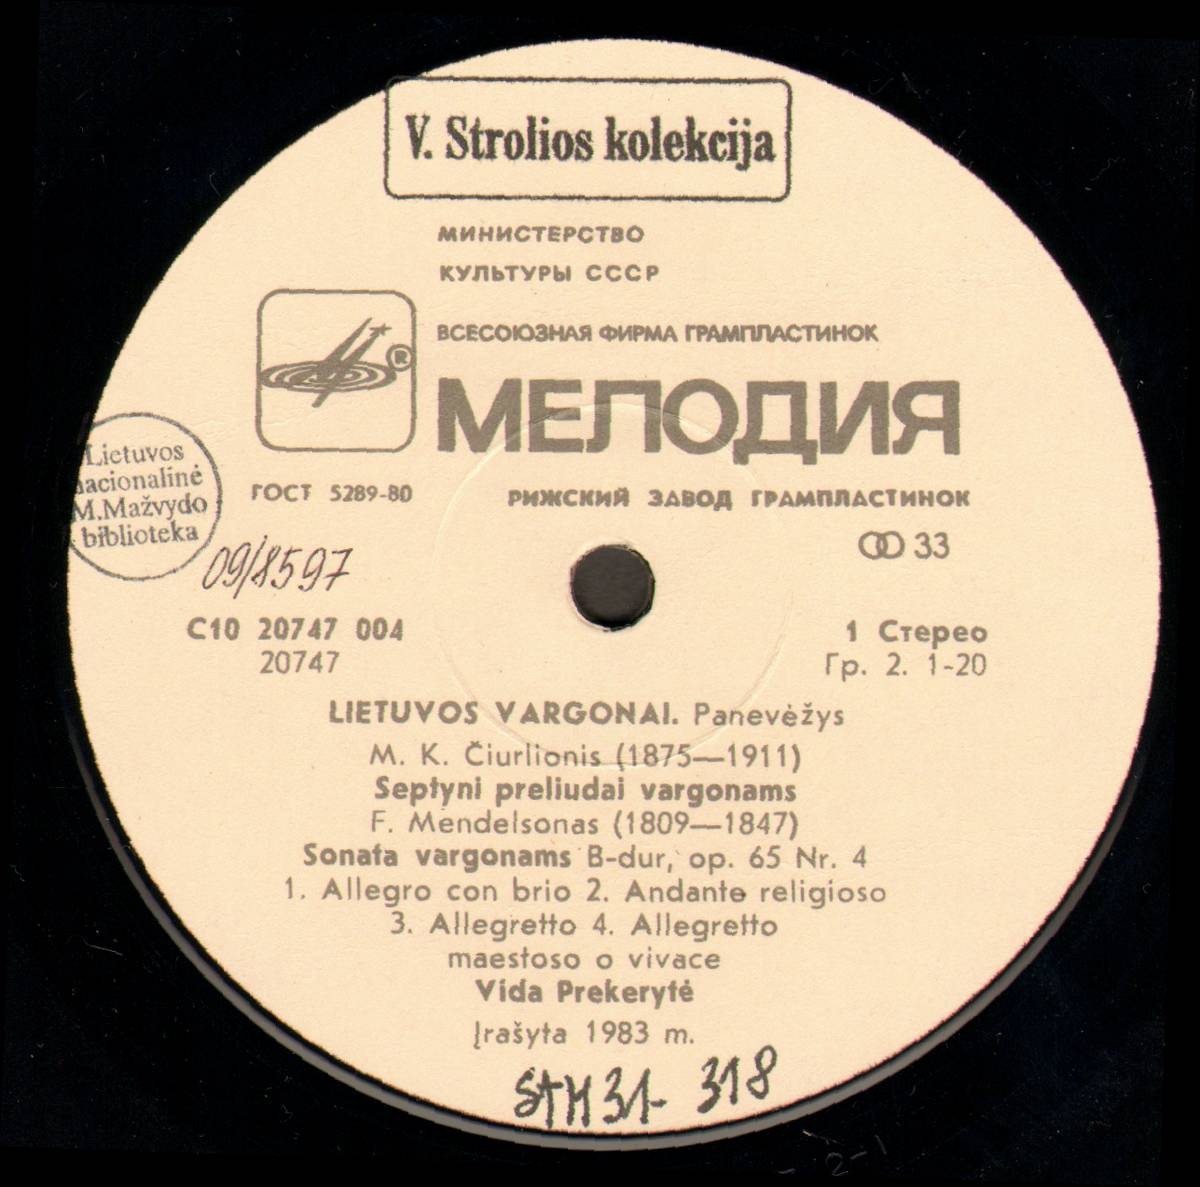 V. Strolios kolekcija
МИНИСТЕРСТВО
КУЛЬТУРЫ СССР
ВСЕСОЮЗНАЯ ФИРМА ГРАМПЛАСТИНОК
®
МЕЛОДИЯ
ГОСТ 5289-80
РИЖСКИЙ ЗАВОД ГРАМПЛАСТИНОК
Lietuvos
nacionalinė
M.Mažvydo
biblioteka
09/8597
33
С10 20747 004
20747
1 Стерео
Гр. 2. 1-20
LIETUVOS VARGONAI. Panevėžys
M. K. Čiurlionis (1875—1911)
Septyni preliudai vargonams
F. Mendelsonas (1809—1847)
Sonata vargonams B-dur, op. 65 Nr. 4
1. Allegro con brio 2. Andante religioso
3. Allegretto 4. Allegretto
maestoso o vivace
Vida Prekerytė
Įrašyta 1983 m.
318
2-1